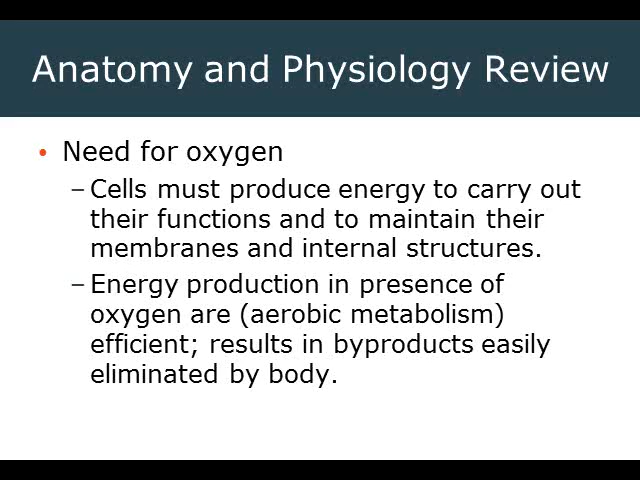 Anatomy and Physiology Review
• Need for oxygen
– Cells must produce energy to carry out
their functions and to maintain their
membranes and internal structures.
– Energy production in presence of
oxygen are (aerobic metabolism)
efficient; results in byproducts easily
eliminated by body.